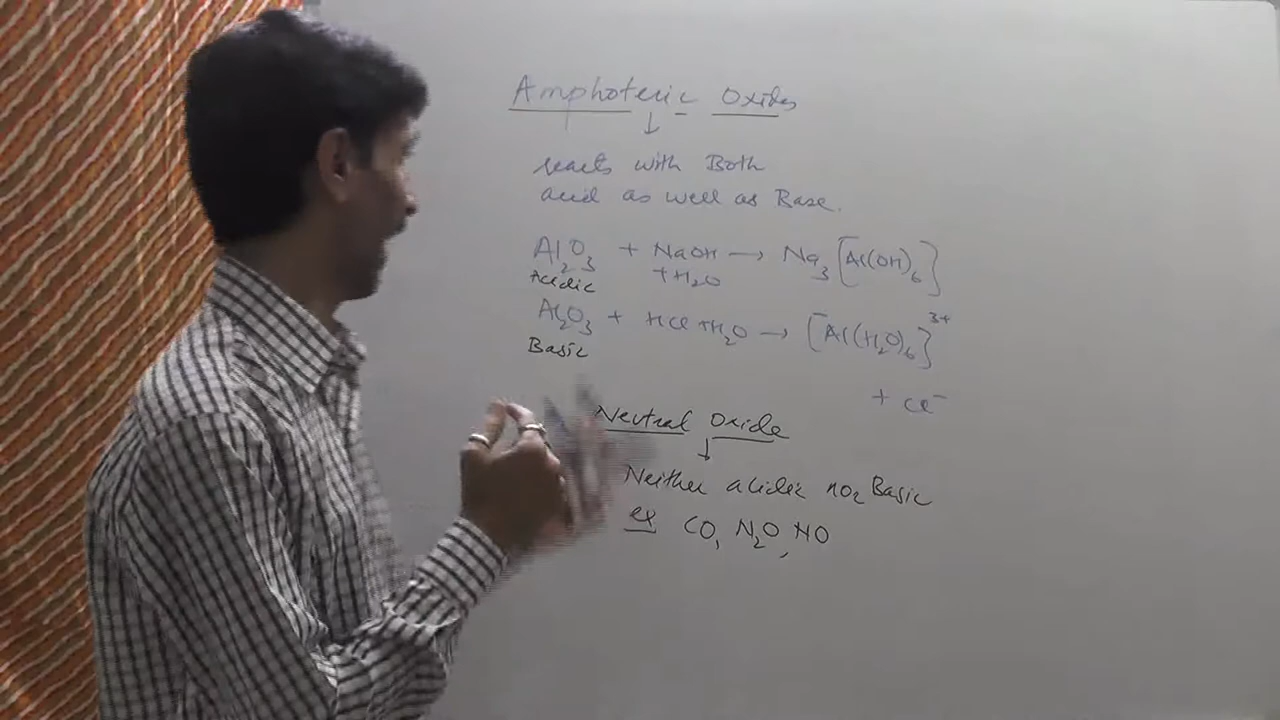 Amphoteric Oxides
↓
reacts with Both
acid as well as Base.
Al₂O₃ + NaOH → Na₃[Al(OH)₆]
+H₂O
Acidic
Al₂O₃ + HCl + H₂O → [Al(H₂O)₆]³⁺
Basic
+ Cl⁻
Neutral Oxide
↓
Neither acidic nor Basic
ex CO, N₂O, NO